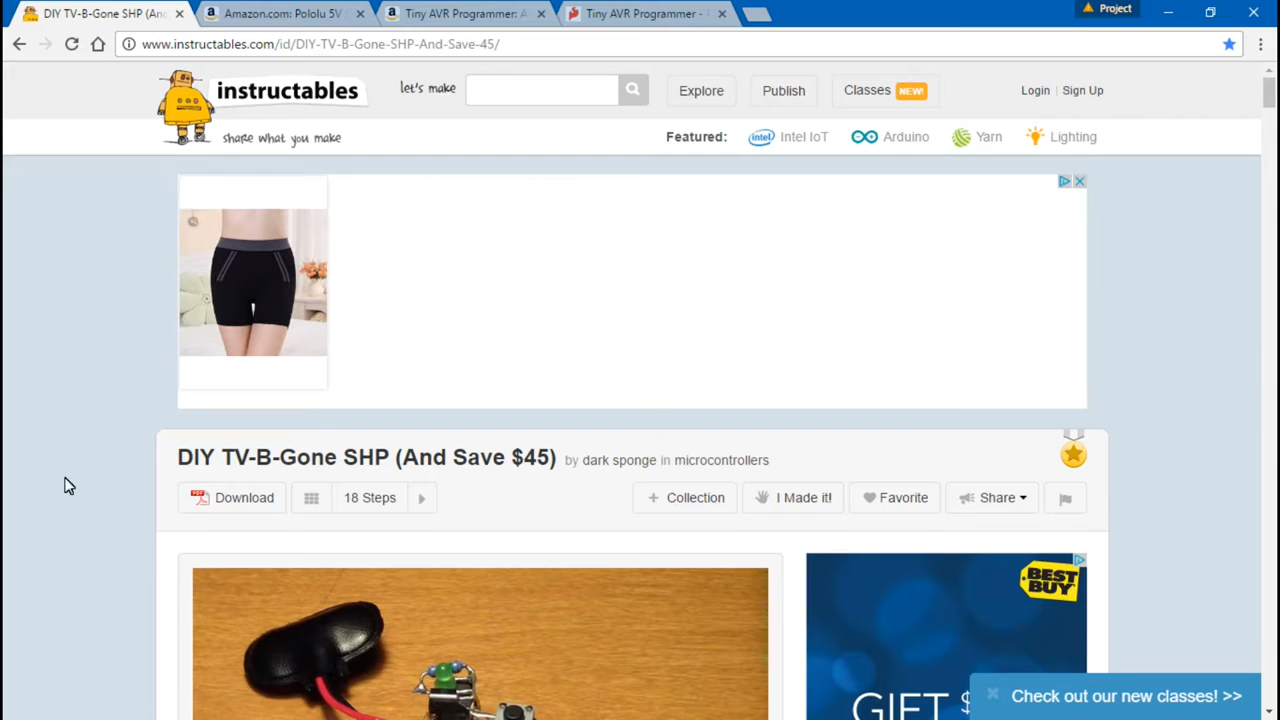 DIY TV-B-Gone SHP (An
Amazon.com: Pololu 5V
Tiny AVR Programmer: A
Tiny AVR Programmer -
Project
www.instructables.com/id/DIY-TV-B-Gone-SHP-And-Save-45/
instructables
share what you make
let's make
Explore
Publish
Classes NEW!
Login | Sign Up
Featured: intel Intel IoT Arduino Yarn Lighting
DIY TV-B-Gone SHP (And Save $45) by dark sponge in microcontrollers
PDF Download
18 Steps
+ Collection
I Made it!
Favorite
Share
BEST BUY
GIFT
Check out our new classes! >>